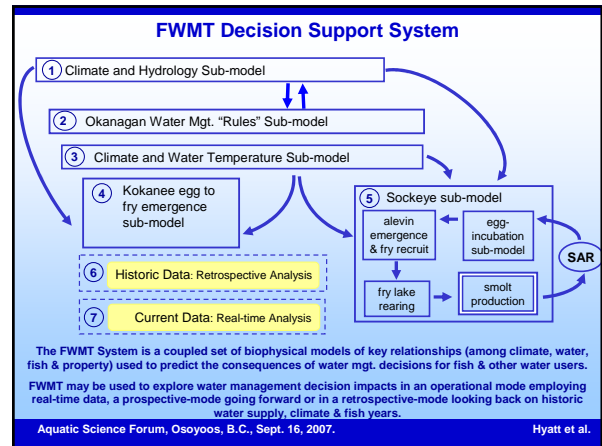 FWMT Decision Support System
1 Climate and Hydrology Sub-model
2 Okanagan Water Mgt. “Rules” Sub-model
3 Climate and Water Temperature Sub-model
4
Kokanee egg to
fry emergence
sub-model
5 Sockeye sub-model
alevin
emergence
& fry recruit
egg-
incubation
sub-model
SAR
fry lake
rearing
smolt
production
6 Historic Data: Retrospective Analysis
7 Current Data: Real-time Analysis
The FWMT System is a coupled set of biophysical models of key relationships (among climate, water,
fish & property) used to predict the consequences of water mgt. decisions for fish & other water users.
FWMT may be used to explore water management decision impacts in an operational mode employing
real-time data, a prospective-mode going forward or in a retrospective-mode looking back on historic
water supply, climate & fish years.
Aquatic Science Forum, Osoyoos, B.C., Sept. 16, 2007. Hyatt et al.